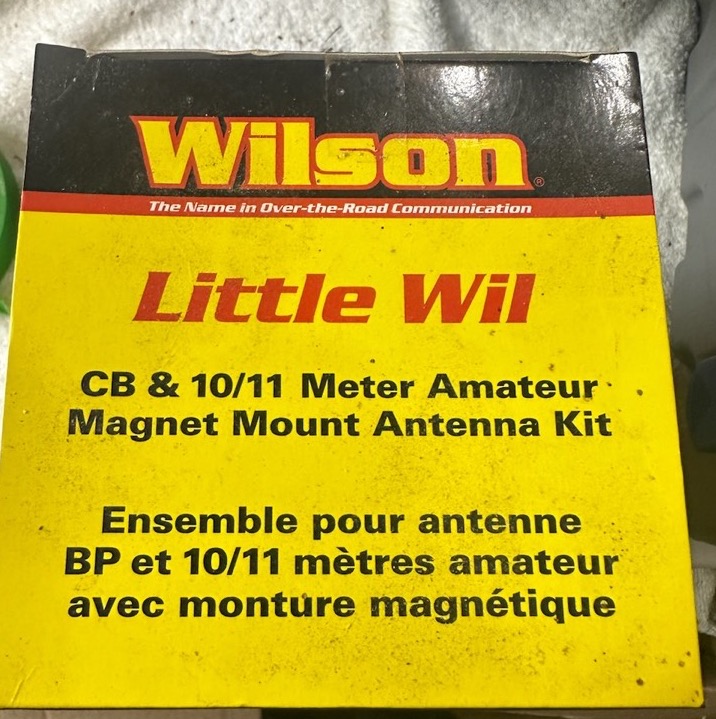 Wilson®
The Name in Over-the-Road Communication
Little Wil
CB & 10/11 Meter Amateur
Magnet Mount Antenna Kit
Ensemble pour antenne
BP et 10/11 mètres amateur
avec monture magnétique